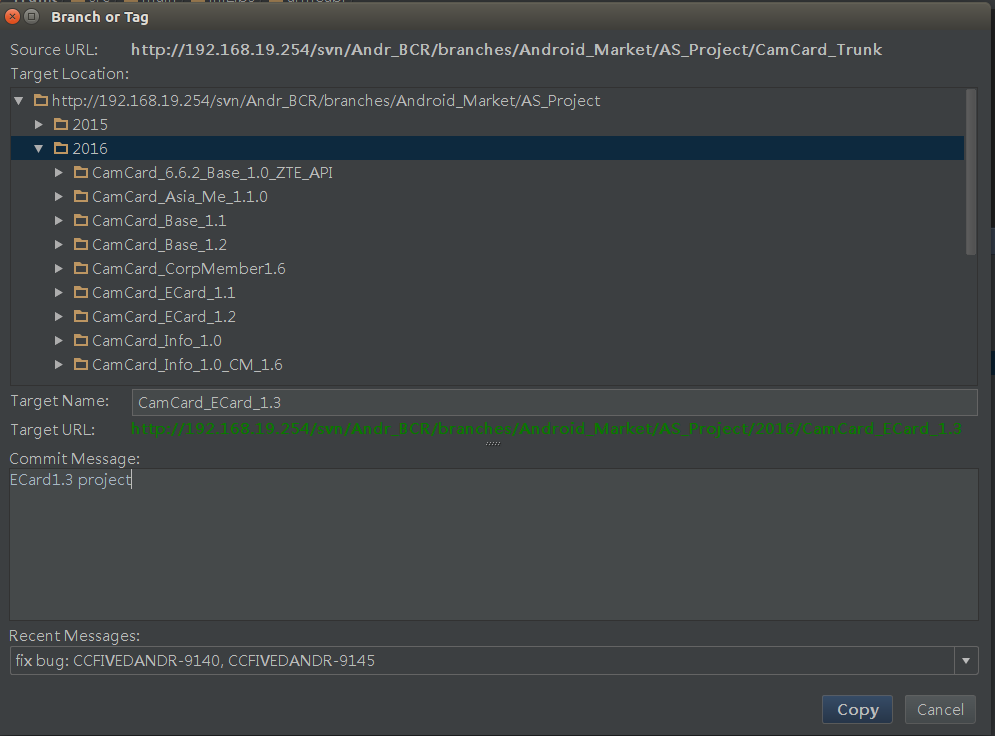 Branch or Tag
Source URL: http://192.168.19.254/svn/Andr_BCR/branches/Android_Market/AS_Project/CamCard_Trunk
Target Location:
http://192.168.19.254/svn/Andr_BCR/branches/Android_Market/AS_Project
2015
2016
CamCard_6.6.2_Base_1.0_ZTE_API
CamCard_Asia_Me_1.1.0
CamCard_Base_1.1
CamCard_Base_1.2
CamCard_CorpMember1.6
CamCard_ECard_1.1
CamCard_ECard_1.2
CamCard_Info_1.0
CamCard_Info_1.0_CM_1.6
Target Name: CamCard_ECard_1.3
Target URL: http://192.168.19.254/svn/Andr_BCR/branches/Android_Market/AS_Project/2016/CamCard_ECard_1.3
Commit Message:
ECard1.3 project
Recent Messages:
fix bug: CCFIVEDANDR-9140, CCFIVEDANDR-9145
Copy Cancel